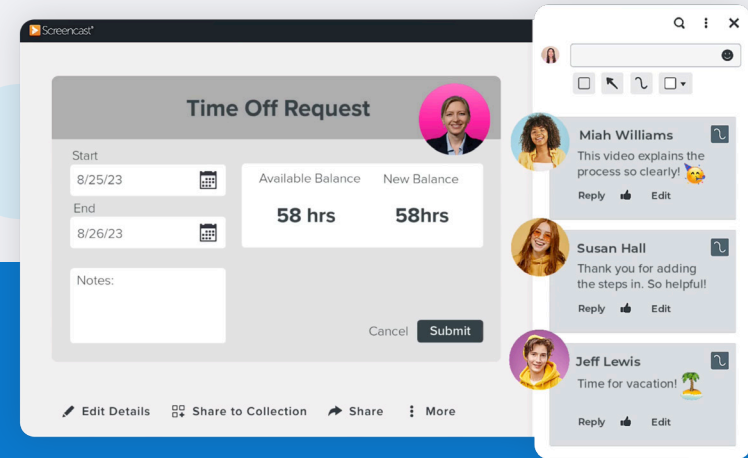 Screencast®
Time Off Request
Start
8/25/23
End
8/26/23
Available Balance
New Balance
58 hrs
58hrs
Notes:
Cancel
Submit
Edit Details
Share to Collection
Share
More
Miah Williams
This video explains the
process so clearly!
Reply
Edit
Susan Hall
Thank you for adding
the steps in. So helpful!
Reply
Edit
Jeff Lewis
Time for vacation!
Reply
Edit